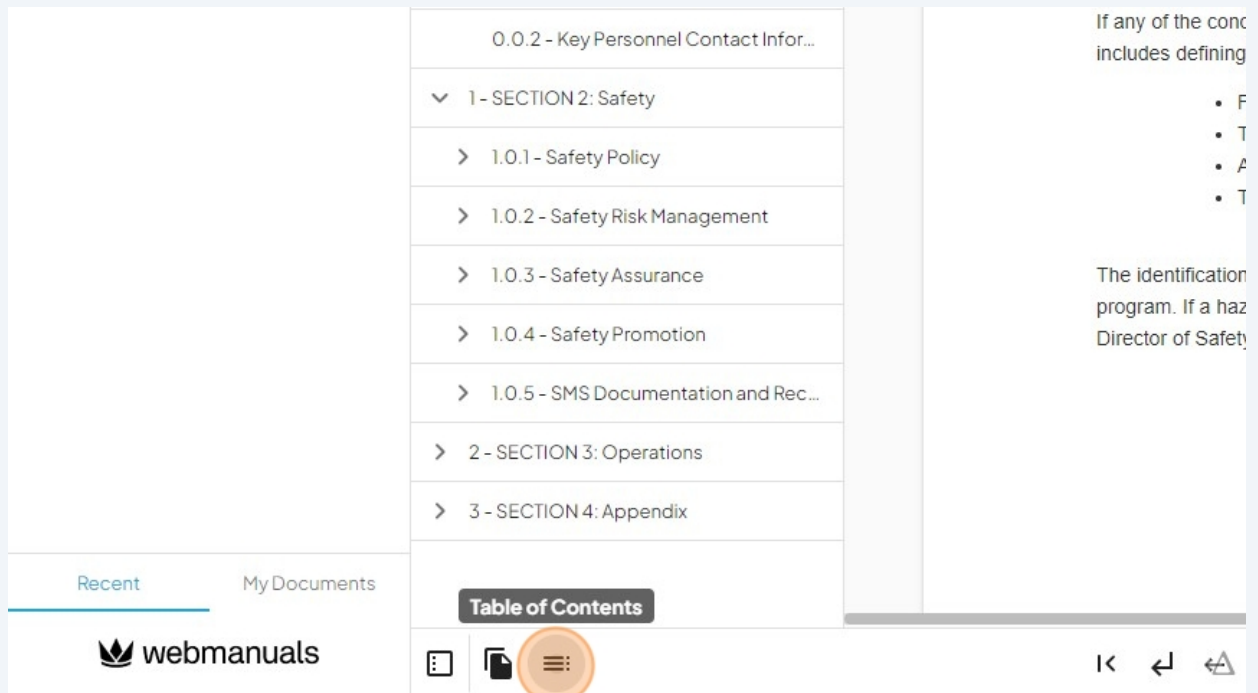 0.0.2 - Key Personnel Contact Infor...
1 - SECTION 2: Safety
1.0.1 - Safety Policy
1.0.2 - Safety Risk Management
1.0.3 - Safety Assurance
1.0.4 - Safety Promotion
1.0.5 - SMS Documentation and Rec...
2 - SECTION 3: Operations
3 - SECTION 4: Appendix
Recent
My Documents
Table of Contents
webmanuals
If any of the
includes defining
The identification
program. If a
Director of